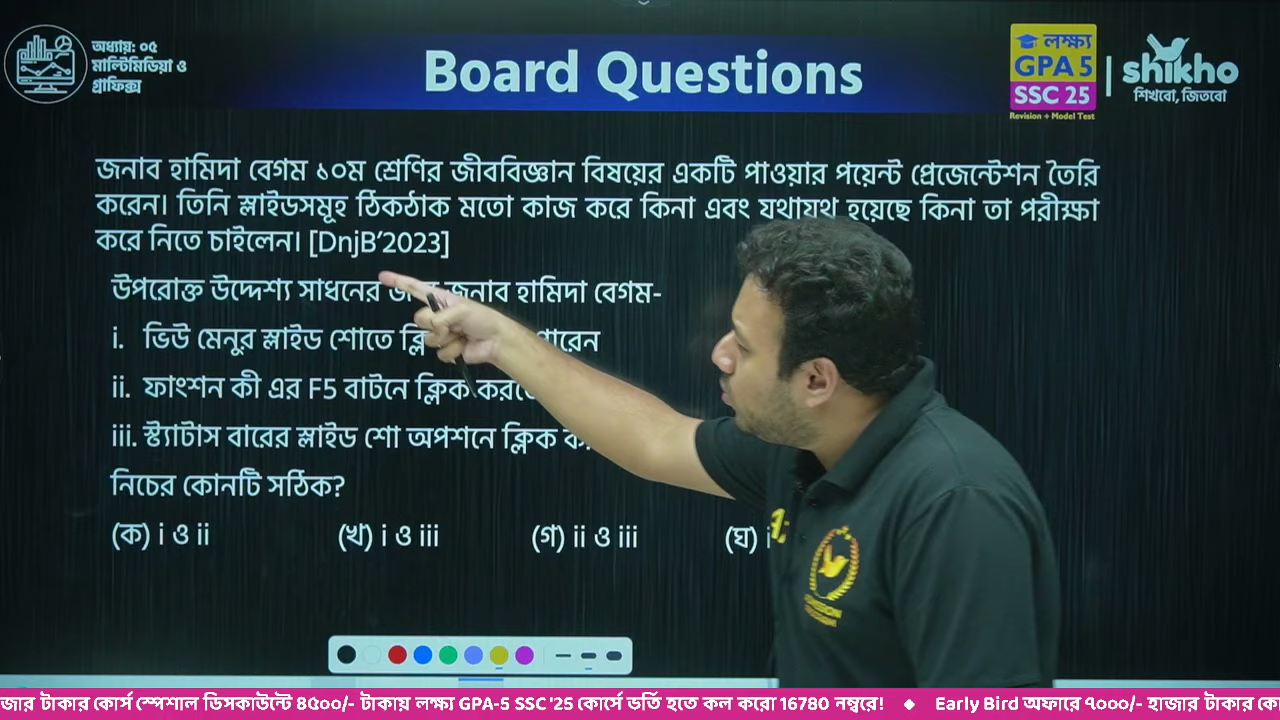 অধ্যায়: ০৫
মাল্টিমিডিয়া ও
গ্রাফিক্স
Board Questions
লক্ষ্য
GPA 5
SSC 25
Revision + Model Test
shikho
শিখবো, জিতবো
জনাব হামিদা বেগম ১০ম শ্রেণির জীববিজ্ঞান বিষয়ের একটি পাওয়ার পয়েন্ট প্রেজেন্টেশন তৈরি
করেন। তিনি স্লাইডসমূহ ঠিকঠাক মতো কাজ করে কিনা এবং যথাযথ হয়েছে কিনা তা পরীক্ষা
করে নিতে চাইলেন। [DnjB’2023]
উপরোক্ত উদ্দেশ্য সাধনের জনাব হামিদা বেগম-
i. ভিউ মেনুর স্লাইড শোতে
ii. ফাংশন কী এর F5 বাটনে ক্লিক
iii. স্ট্যাটাস বারের স্লাইড শো অপশনে ক্লিক
নিচের কোনটি সঠিক?
(ক) i ও ii (খ) i ও iii (গ) ii ও iii (ঘ) i
জার টাকার কোর্স স্পেশাল ডিসকাউন্টে ৪৫০০/- টাকায় লক্ষ্য GPA-5 SSC '25 কোর্সে ভর্তি হতে কল করো 16780 নম্বরে! ◆ Early Bird অফারে ৭০০০/- হাজার টাকার কো